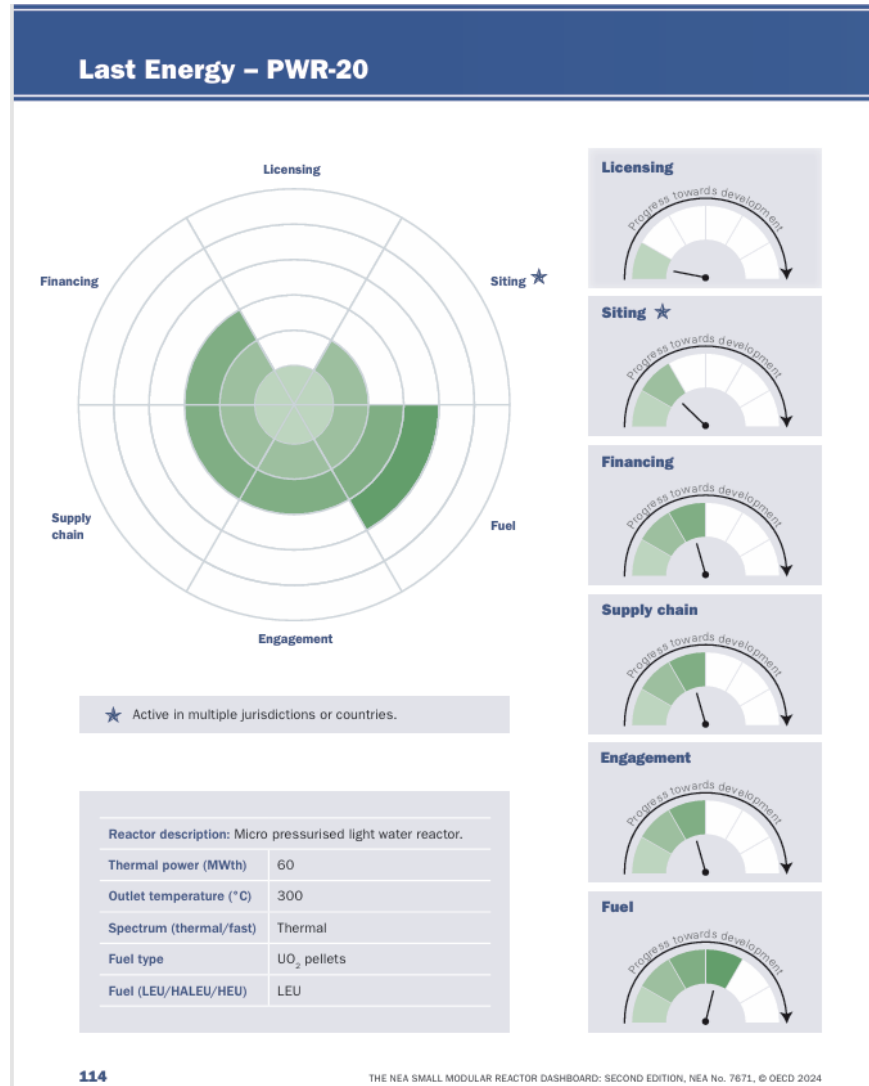 Last Energy – PWR-20
Licensing
Financing
Siting
Supply
chain
Fuel
Engagement
Active in multiple jurisdictions or countries.
Reactor description: Micro pressurised light water reactor.
Thermal power (MWth) 60
Outlet temperature (°C) 300
Spectrum (thermal/fast) Thermal
Fuel type UO₂ pellets
Fuel (LEU/HALEU/HEU) LEU
Licensing
Progress towards development
Siting
Progress towards development
Financing
Progress towards development
Supply chain
Progress towards development
Engagement
Progress towards development
Fuel
Progress towards development
114
THE NEA SMALL MODULAR REACTOR DASHBOARD: SECOND EDITION, NEA No. 7671, © OECD 2024